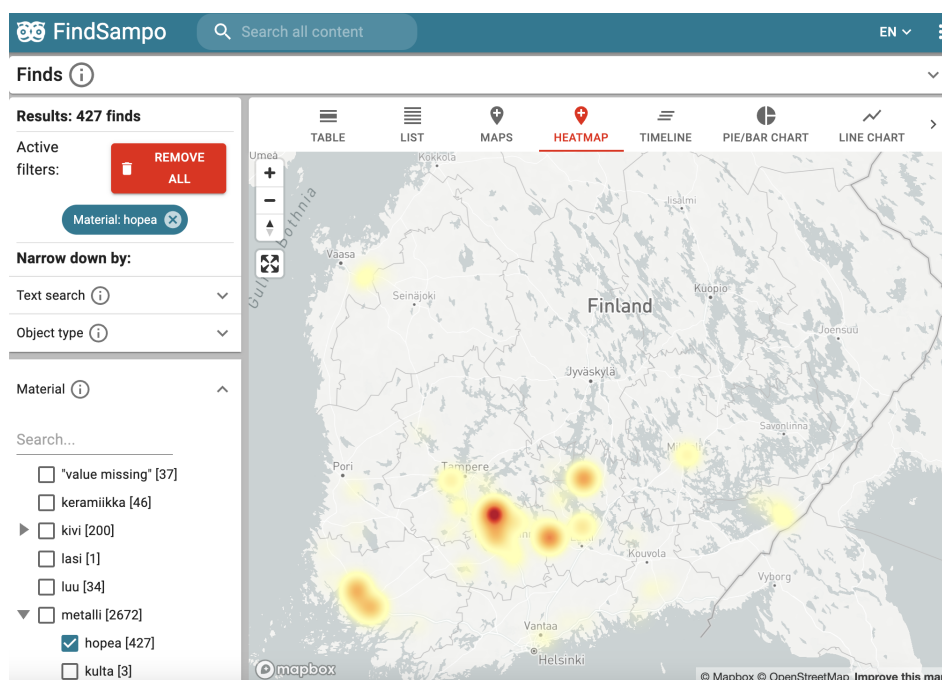 FindSampo
Search all content
EN
Finds
Results: 427 finds
Active
filters:
REMOVE
ALL
Material: hopea
Narrow down by:
Text search
Object type
Material
Search...
"value missing" [37]
keramiikka [46]
kivi [200]
lasi [1]
luu [34]
metalli [2672]
hopea [427]
kulta [3]
TABLE
LIST
MAPS
HEATMAP
TIMELINE
PIE/BAR CHART
LINE CHART
Umeå
Kokkola
Bothnia
Iisalmi
Vaasa
Seinäjoki
Kuopio
Finland
Joensuu
Jyväskylä
Savonlinna
Pori
Tampere
Kouvola
Vyborg
Vantaa
Helsinki
mapbox
© Mapbox © OpenStreetMap Improve this map